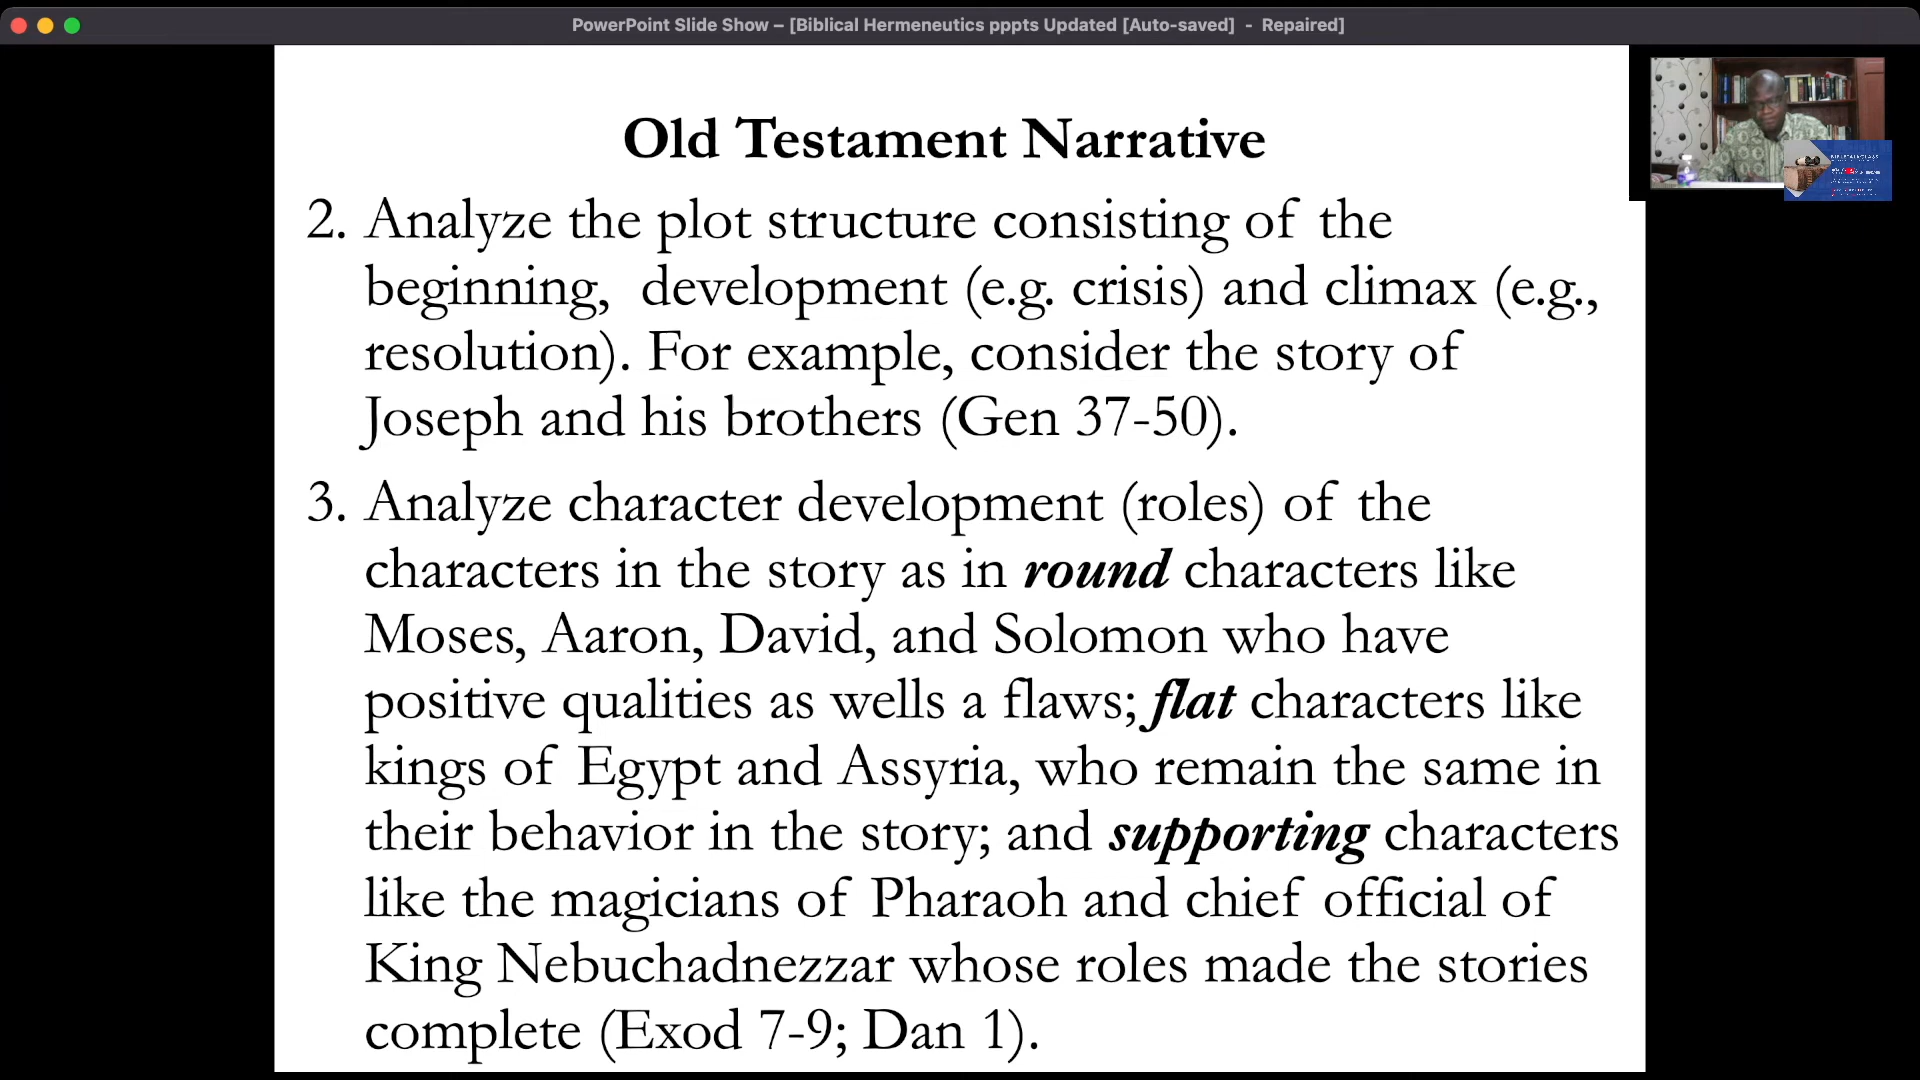 PowerPoint Slide Show – [Biblical Hermeneutics pppts Updated [Auto-saved] - Repaired]
Old Testament Narrative
2. Analyze the plot structure consisting of the
beginning, development (e.g. crisis) and climax (e.g.,
resolution). For example, consider the story of
Joseph and his brothers (Gen 37-50).
3. Analyze character development (roles) of the
characters in the story as in round characters like
Moses, Aaron, David, and Solomon who have
positive qualities as wells a flaws; flat characters like
kings of Egypt and Assyria, who remain the same in
their behavior in the story; and supporting characters
like the magicians of Pharaoh and chief official of
King Nebuchadnezzar whose roles made the stories
complete (Exod 7-9; Dan 1).